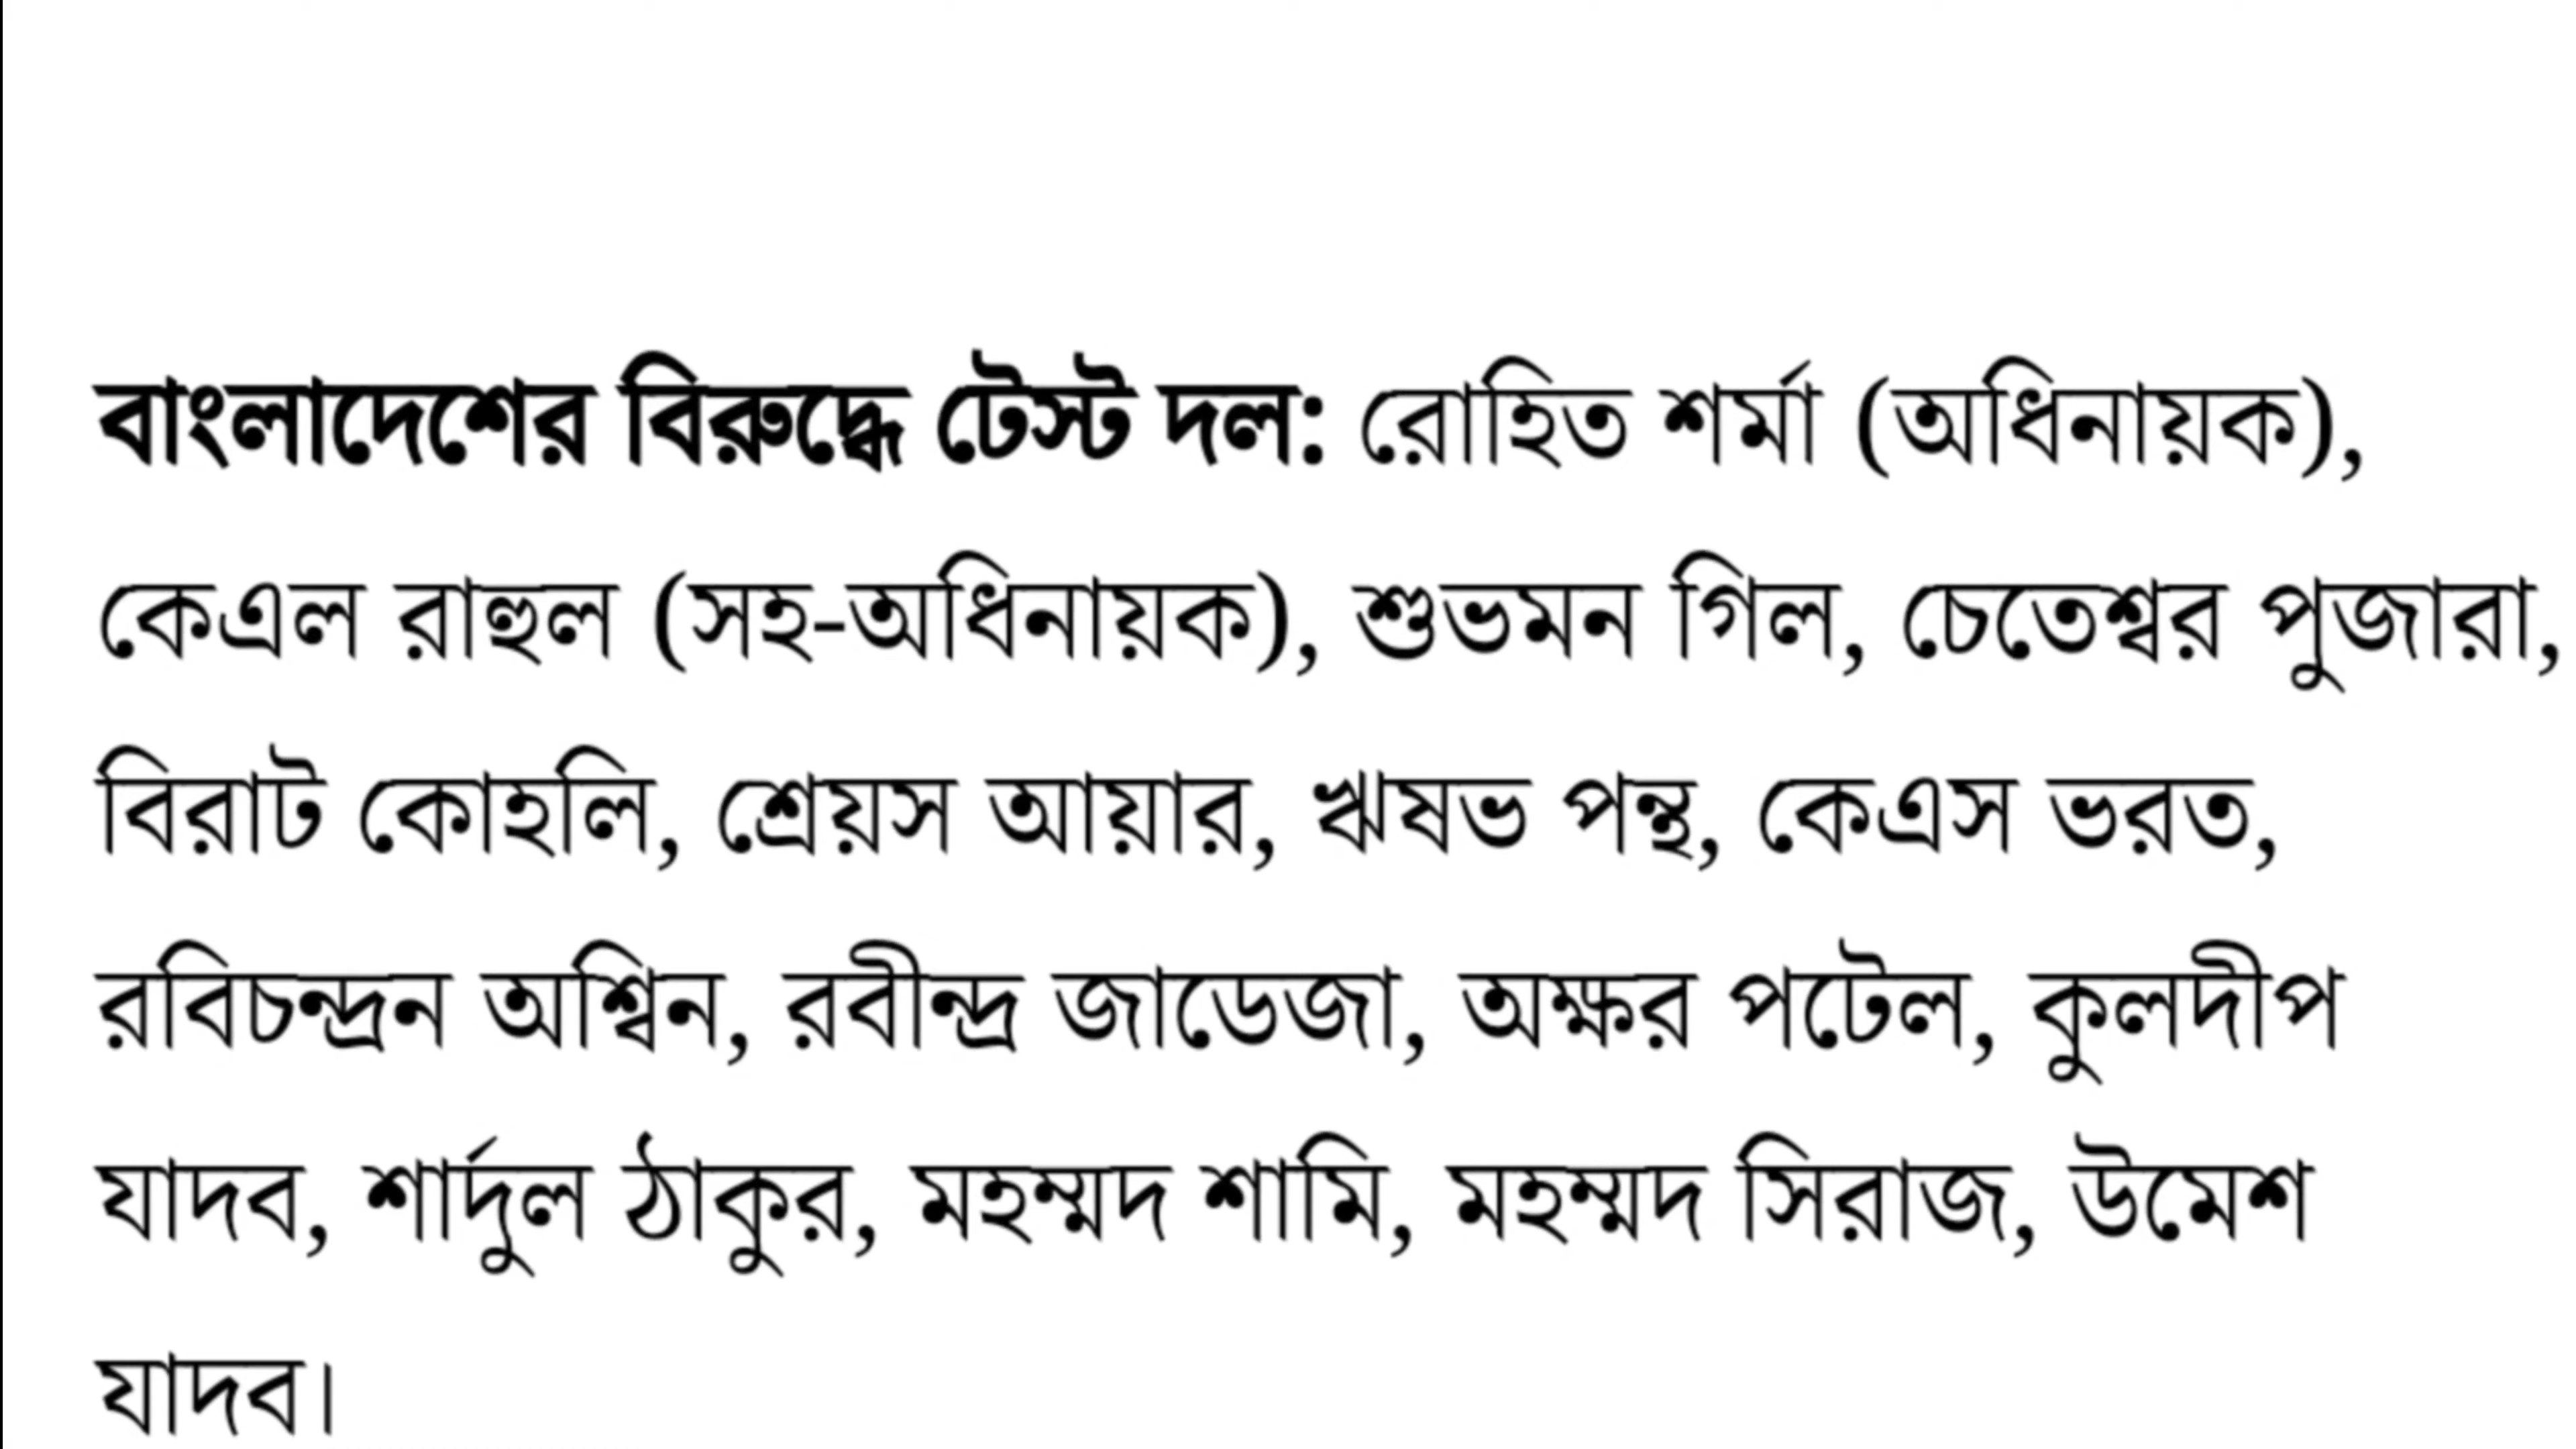 বাংলাদেশের বিরুদ্ধে টেস্ট দল: রোহিত শর্মা (অধিনায়ক),
কেএল রাহুল (সহ-অধিনায়ক), শুভমন গিল, চেতেশ্বর পুজারা,
বিরাট কোহলি, শ্রেয়স আয়ার, ঋষভ পন্থ, কেএস ভরত,
রবিচন্দ্রন অশ্বিন, রবীন্দ্র জাডেজা, অক্ষর পটেল, কুলদীপ
যাদব, শার্দুল ঠাকুর, মহম্মদ শামি, মহম্মদ সিরাজ, উমেশ
যাদব।